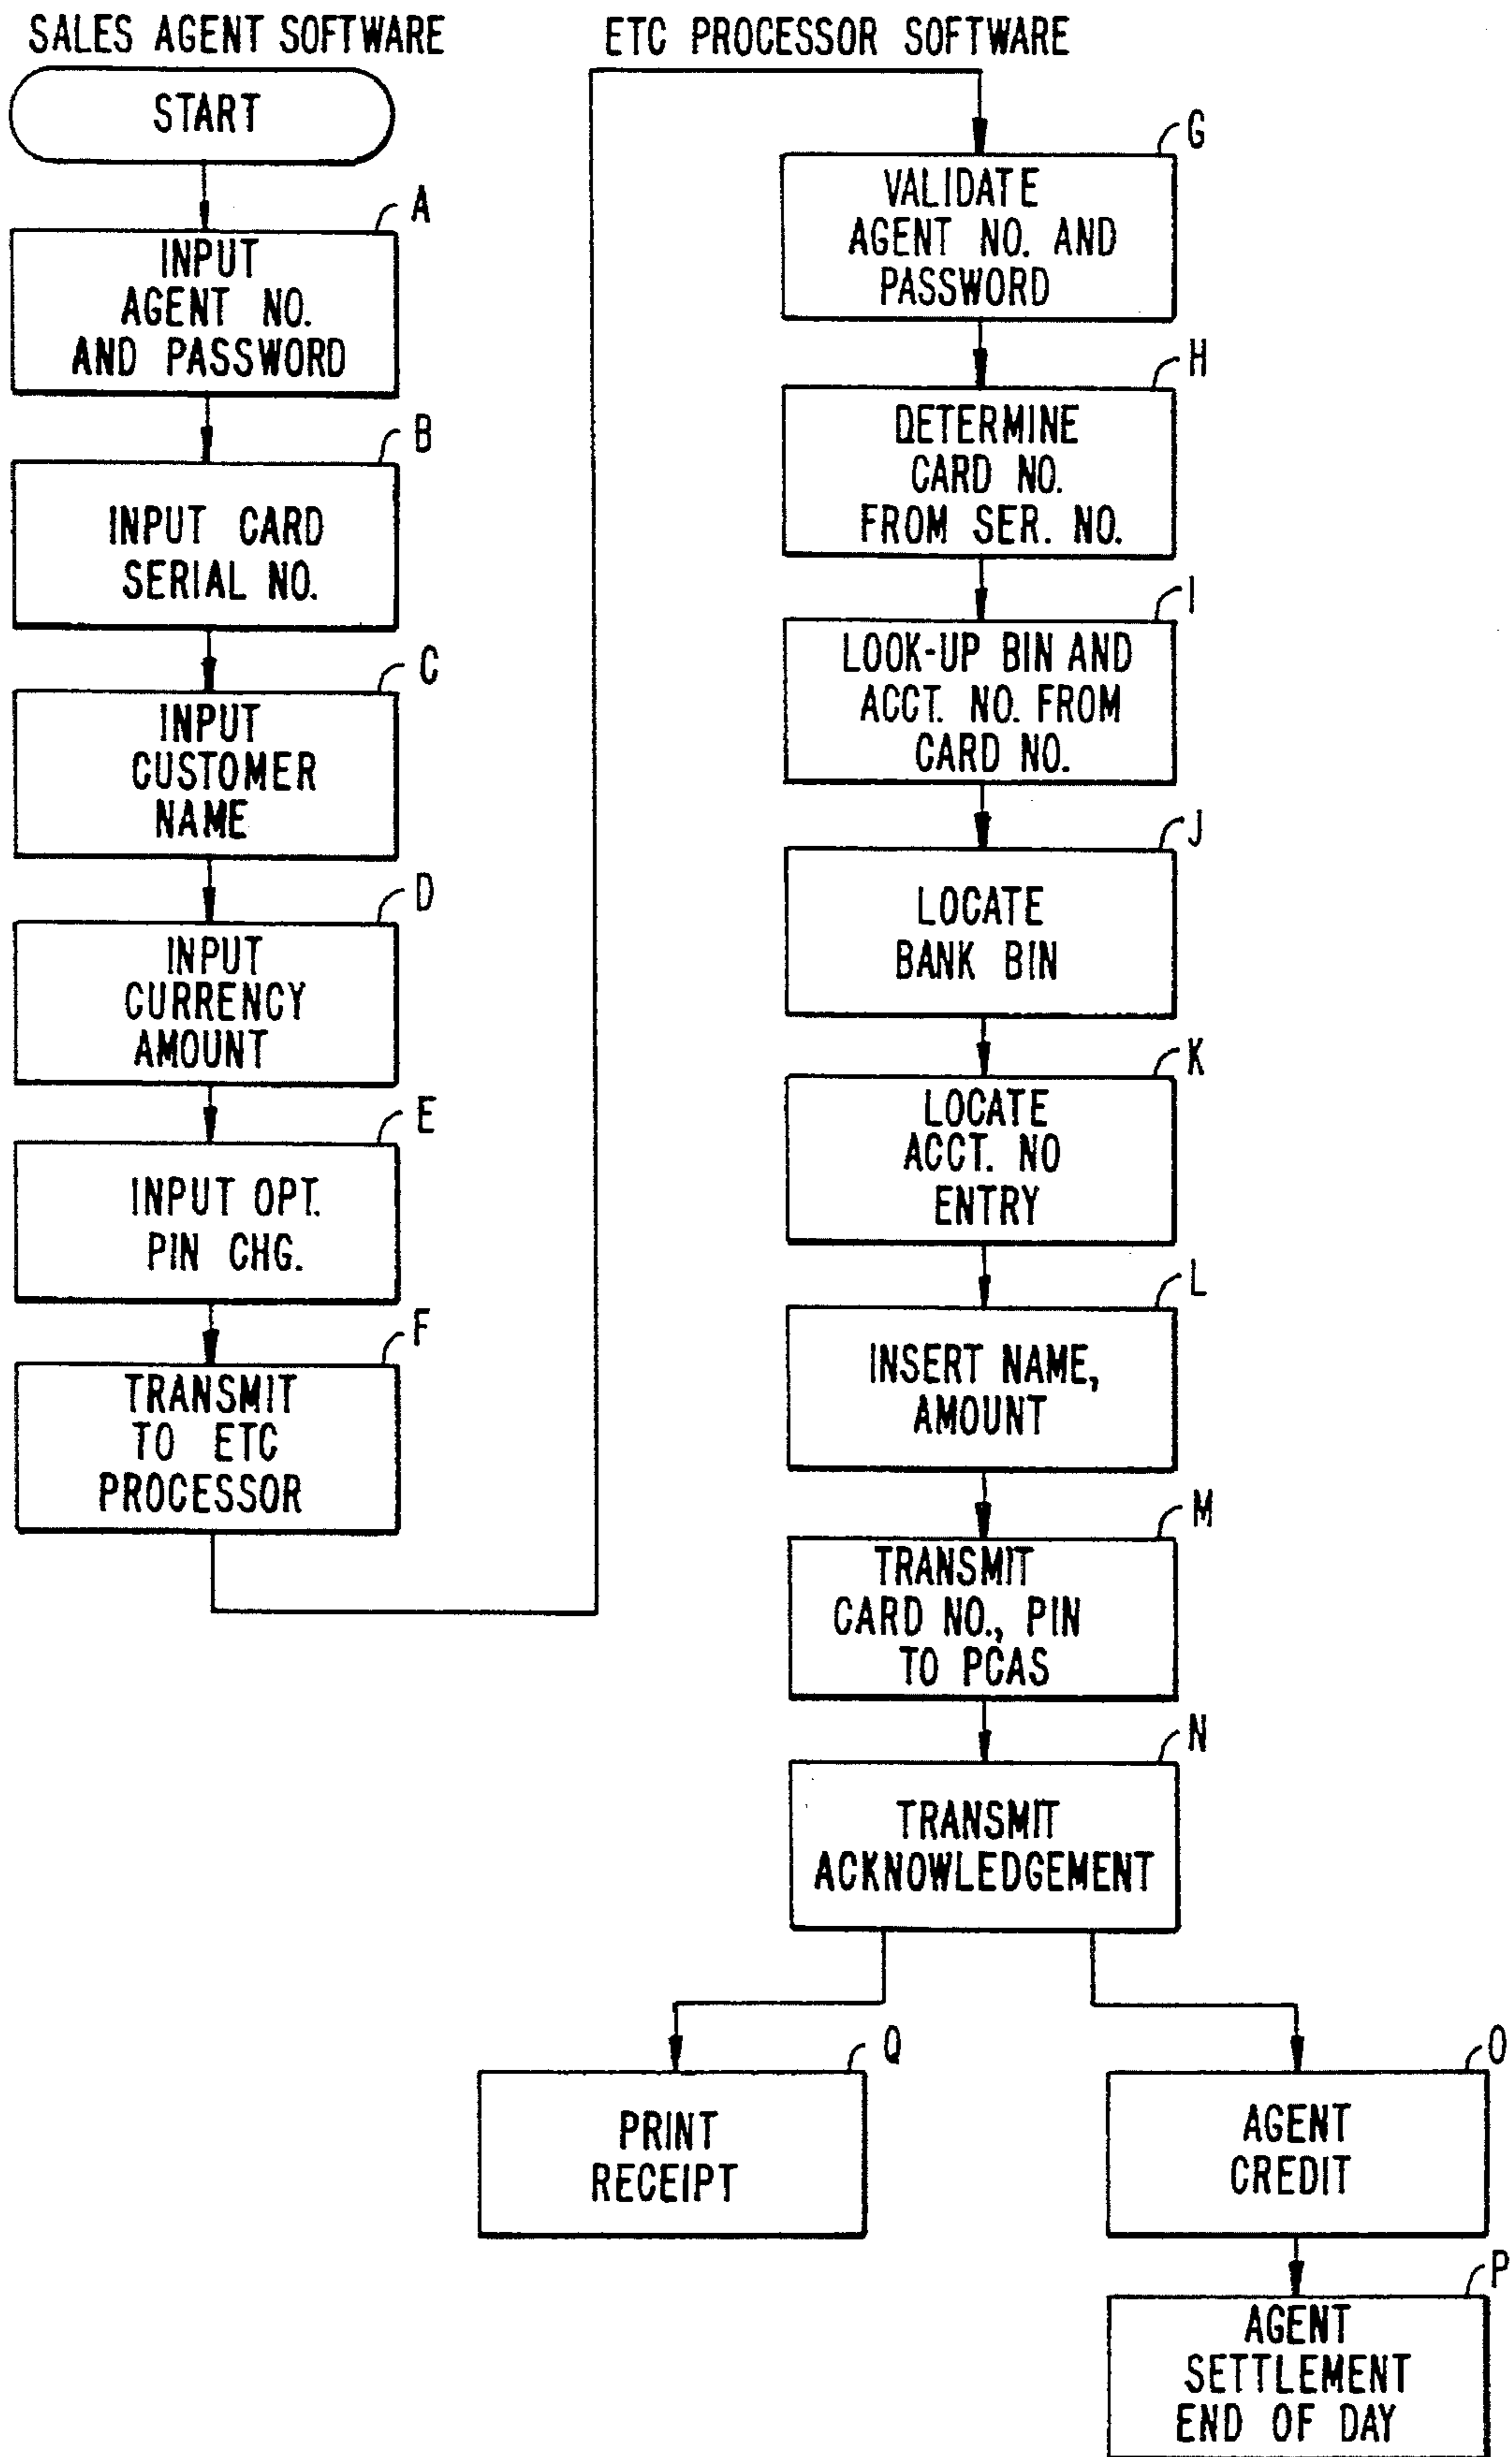 SALES AGENT SOFTWARE
START
A
INPUT
AGENT NO.
AND PASSWORD
B
INPUT CARD
SERIAL NO.
C
INPUT
CUSTOMER
NAME
D
INPUT
CURRENCY
AMOUNT
E
INPUT OPT.
PIN CHG.
F
TRANSMIT
TO ETC
PROCESSOR
ETC PROCESSOR SOFTWARE
G
VALIDATE
AGENT NO. AND
PASSWORD
H
DETERMINE
CARD NO.
FROM SER. NO.
I
LOOK-UP BIN AND
ACCT. NO. FROM
CARD NO.
J
LOCATE
BANK BIN
K
LOCATE
ACCT. NO
ENTRY
L
INSERT NAME,
AMOUNT
M
TRANSMIT
CARD NO., PIN
TO PCAS
N
TRANSMIT
ACKNOWLEDGEMENT
Q
PRINT
RECEIPT
O
AGENT
CREDIT
P
AGENT
SETTLEMENT
END OF DAY